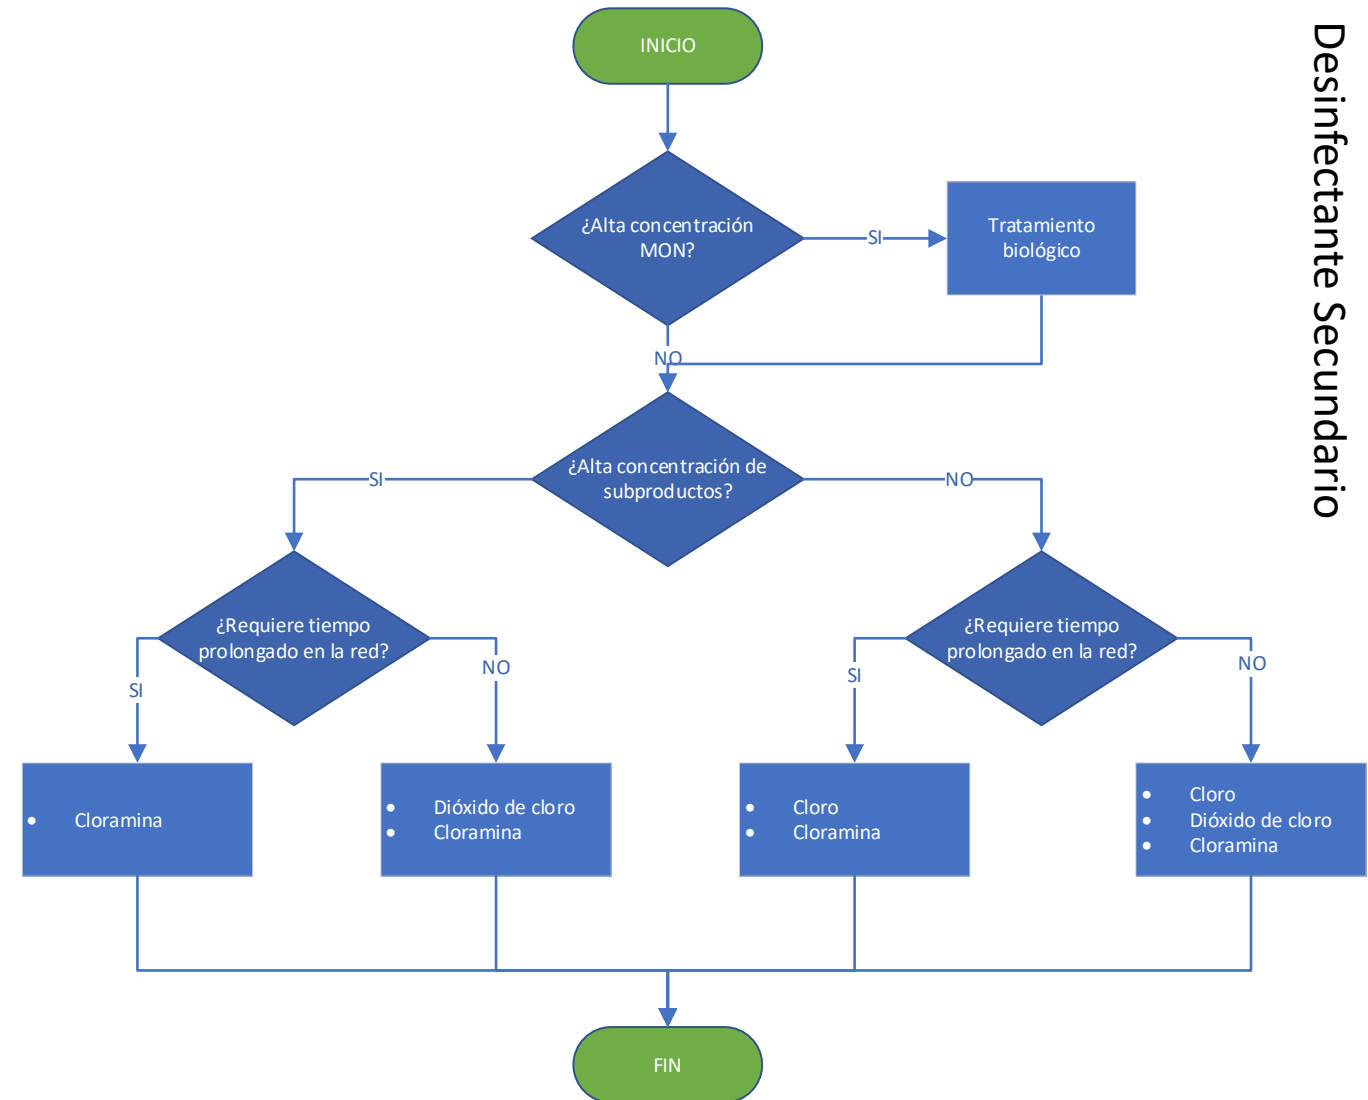 Desinfectante Secundario
INICIO
¿Alta concentración
MON?
SI
Tratamiento
biológico
NO
¿Alta concentración de
subproductos?
SI
NO
¿Requiere tiempo
prolongado en la red?
¿Requiere tiempo
prolongado en la red?
SI
NO
SI
NO
• Cloramina
• Dióxido de cloro
• Cloramina
• Cloro
• Cloramina
• Cloro
• Dióxido de cloro
• Cloramina
FIN